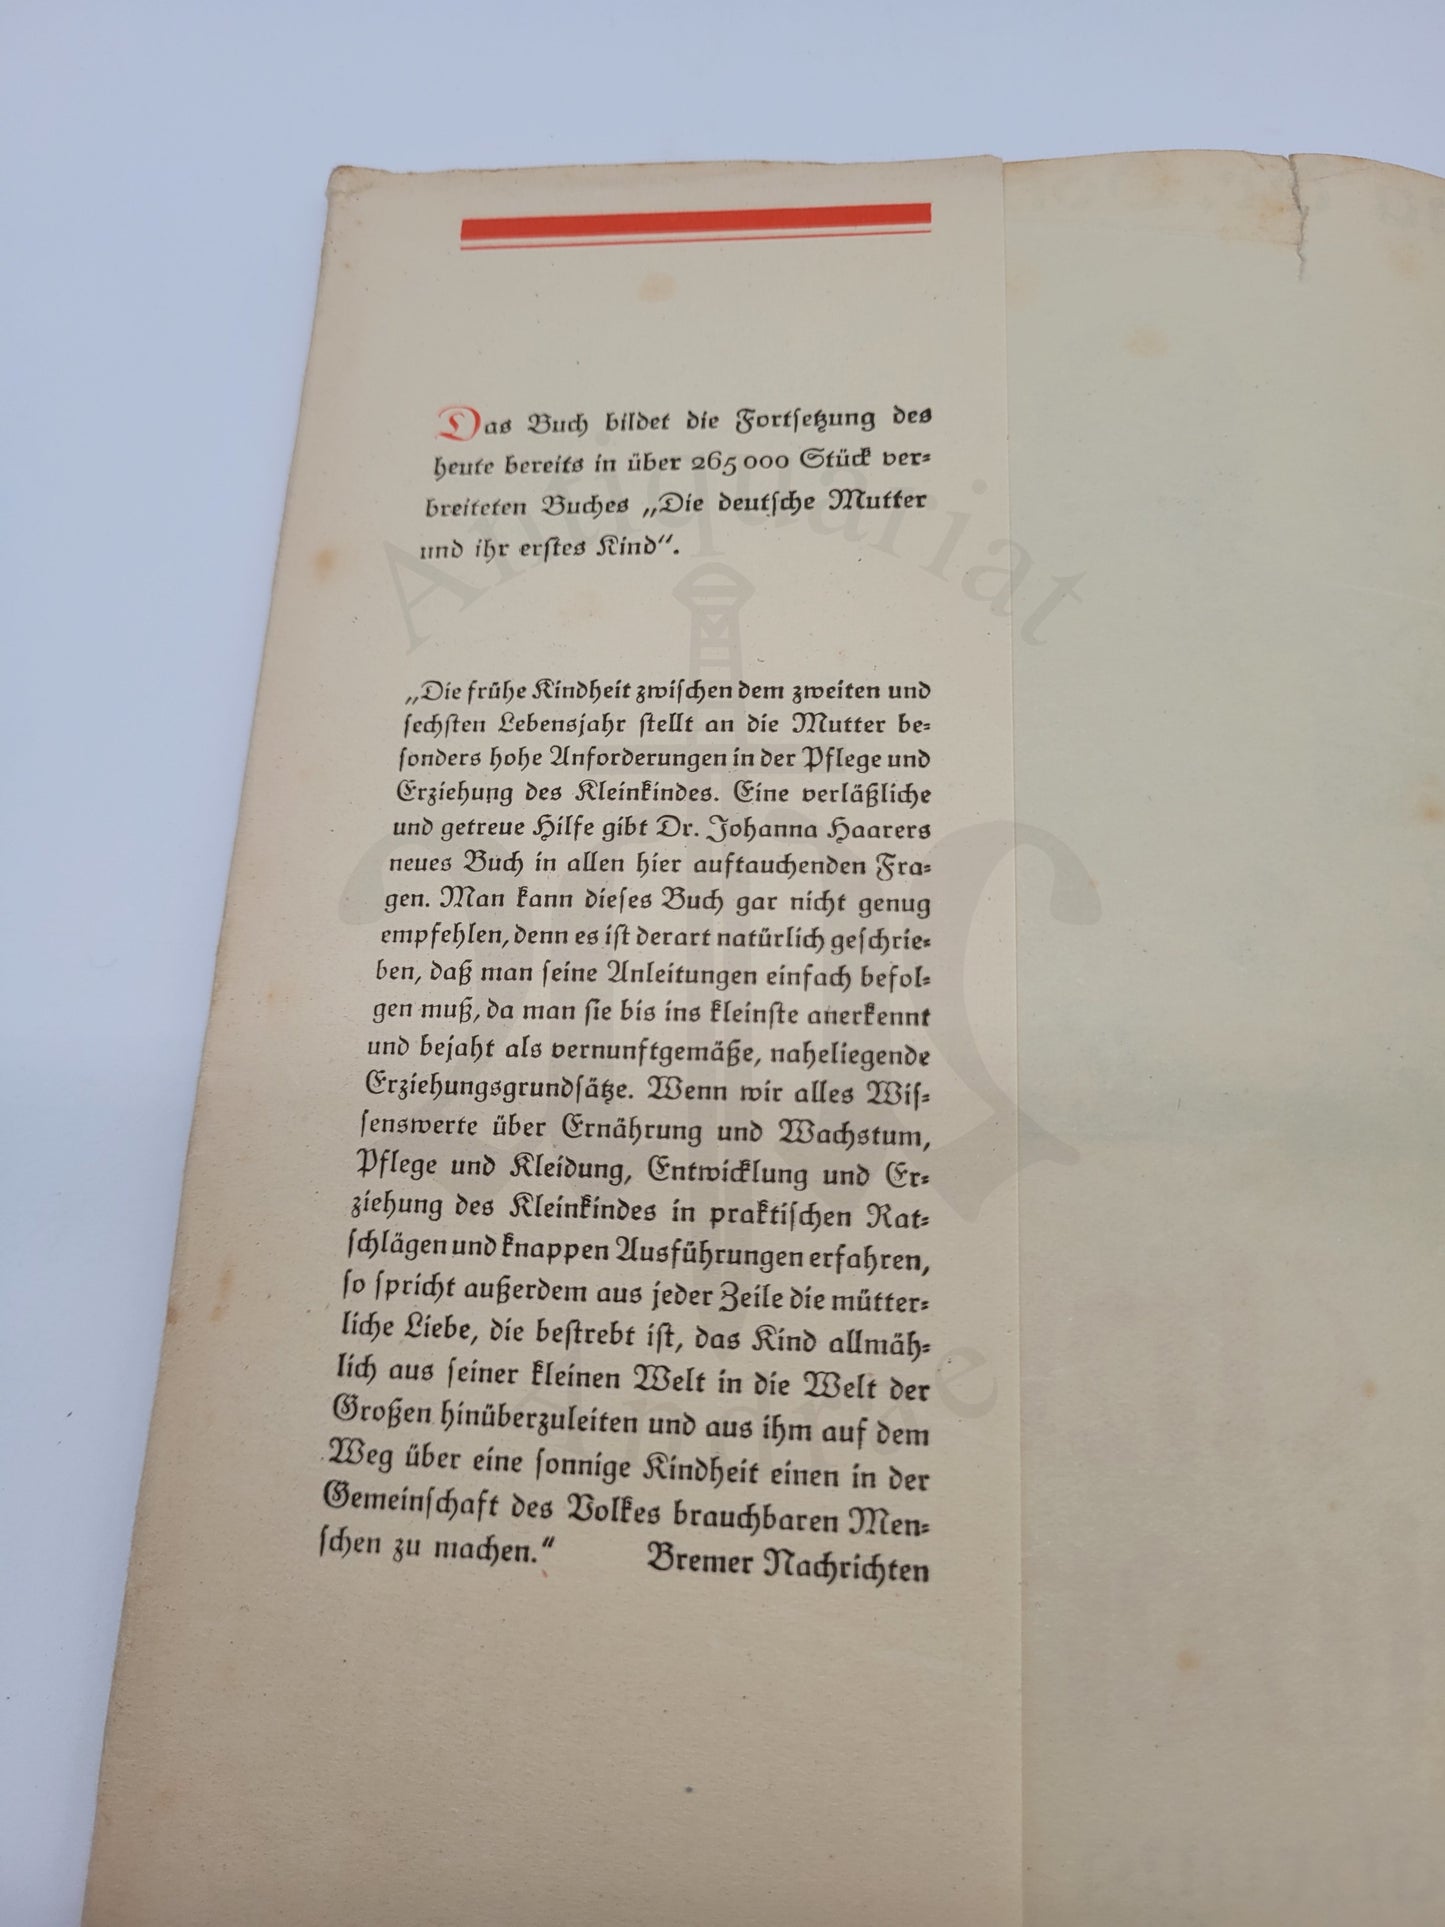 Das Buch bildet die Fortsetzung des
heute bereits in über 265000 Stück ver-
breiteten Buches „Die deutsche Mutter
und ihr erstes Kind“.
„Die frühe Kindheit zwischen dem zweiten und
sechsten Lebensjahr stellt an die Mutter be-
sonders hohe Anforderungen in der Pflege und
Erziehung des Kleinkindes. Eine verläßliche
und getreue Hilfe gibt Dr. Johanna Haarers
neues Buch in allen hier auftauchenden Fra-
gen. Man kann dieses Buch gar nicht genug
empfehlen, denn es ist derart natürlich geschrie-
ben, daß man seine Anleitungen einfach befol-
gen muß, da man sie bis ins kleinste anerkennt
und bejaht als vernunftgemäße, naheliegende
Erziehungsgrundsätze. Wenn wir alles Wis-
senswerte über Ernährung und Wachstum,
Pflege und Kleidung, Entwicklung und Er-
ziehung des Kleinkindes in praktischen Rat-
schlägen und knappen Ausführungen erfahren,
so spricht außerdem aus jeder Zeile die mütter-
liche Liebe, die bestrebt ist, das Kind allmäh-
lich aus seiner kleinen Welt in die Welt der
Großen hinüberzuleiten und aus ihm auf dem
Weg über eine sonnige Kindheit einen in der
Gemeinschaft des Volkes brauchbaren Men-
schen zu machen.“ Bremer Nachrichten
Antiquariat